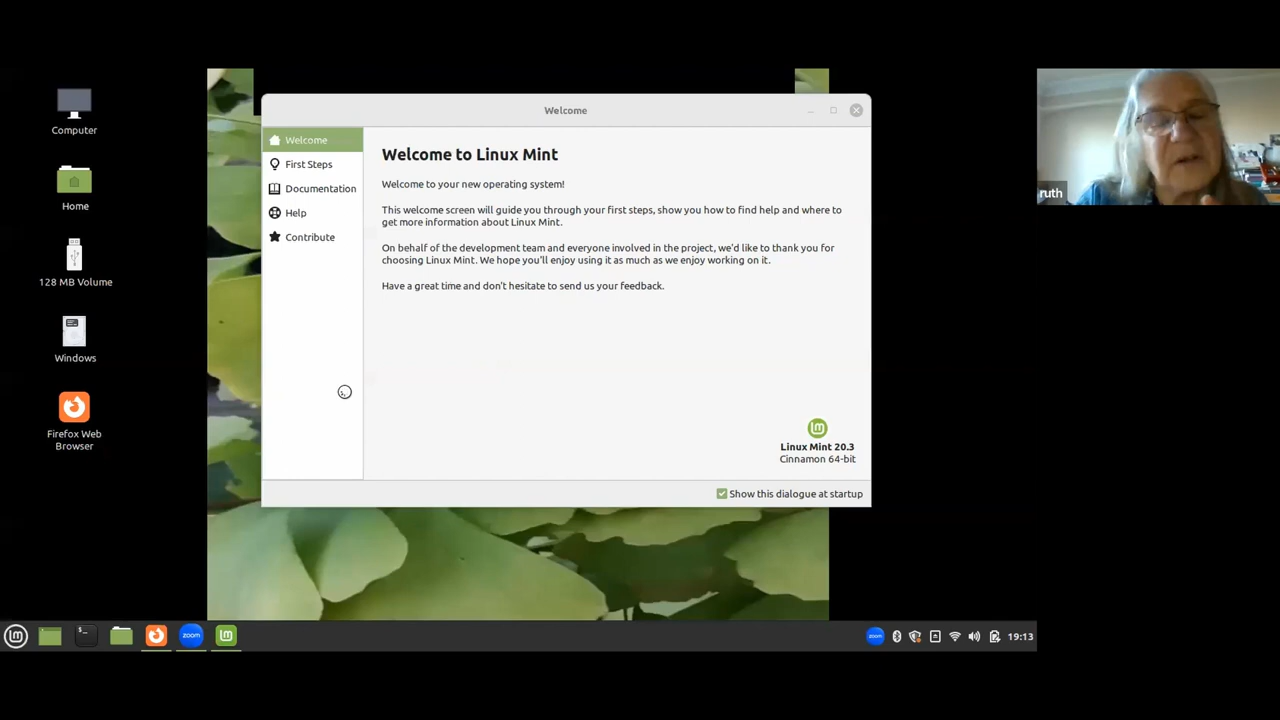 Computer
Home
128 MB Volume
Windows
Firefox Web
Browser
Welcome
Welcome
First Steps
Documentation
Help
Contribute
Welcome to Linux Mint
Welcome to your new operating system!
This welcome screen will guide you through your first steps, show you how to find help and where to
get more information about Linux Mint.
On behalf of the development team and everyone involved in the project, we'd like to thank you for
choosing Linux Mint. We hope you'll enjoy using it as much as we enjoy working on it.
Have a great time and don't hesitate to send us your feedback.
Linux Mint 20.3
Cinnamon 64-bit
Show this dialogue at startup
ruth
zoom
zoom
19:13